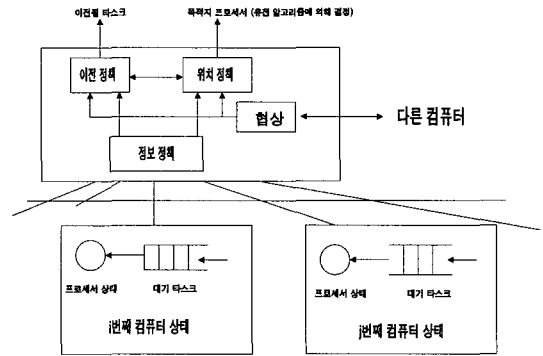 이전될 타스크
목적지 프로세서 (유전 알고리즘에 의해 결정)
이전 정책
위치 정책
협상
다른 컴퓨터
정보 정책
프로세서 상태
대기 타스크
i번째 컴퓨터 상태
프로세서 상태
대기 타스크
j번째 컴퓨터 상태